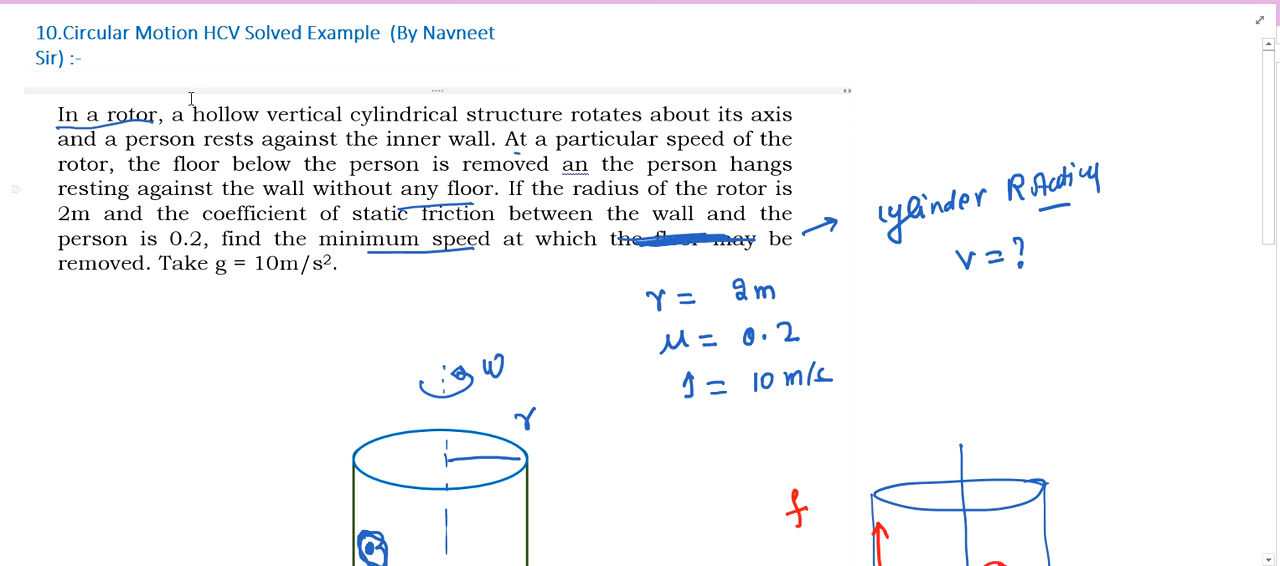 10.Circular Motion HCV Solved Example (By Navneet
Sir) :-
In a rotor, a hollow vertical cylindrical structure rotates about its axis
and a person rests against the inner wall. At a particular speed of the
rotor, the floor below the person is removed an the person hangs
resting against the wall without any floor. If the radius of the rotor is
2m and the coefficient of static friction between the wall and the
person is 0.2, find the minimum speed at which the floor may be
removed. Take g = 10m/s².
cylinder
v = ?
r = 2m
μ = 0.2
g = 10 m/s
ω
r
f